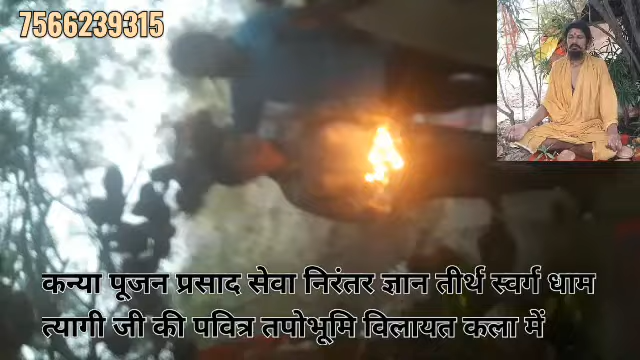 7566239315
कन्या पूजन प्रसाद सेवा निरंतर ज्ञान तीर्थ स्वर्ग धाम
त्यागी जी की पवित्र तपोभूमि विलायत कला में